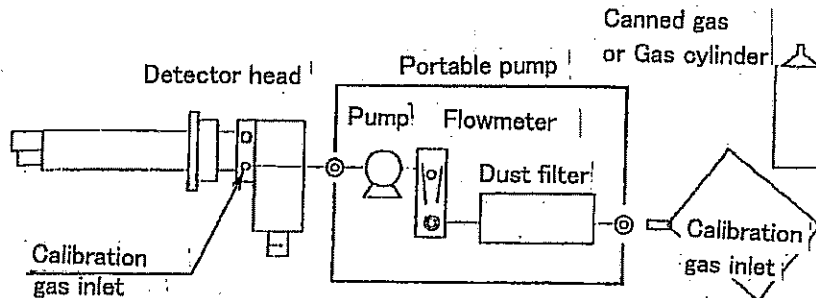 Canned gas
or Gas cylinder
Detector head
Portable pump
Pump
Flowmeter
Dust filter
Calibration
gas inlet
Calibration
gas inlet